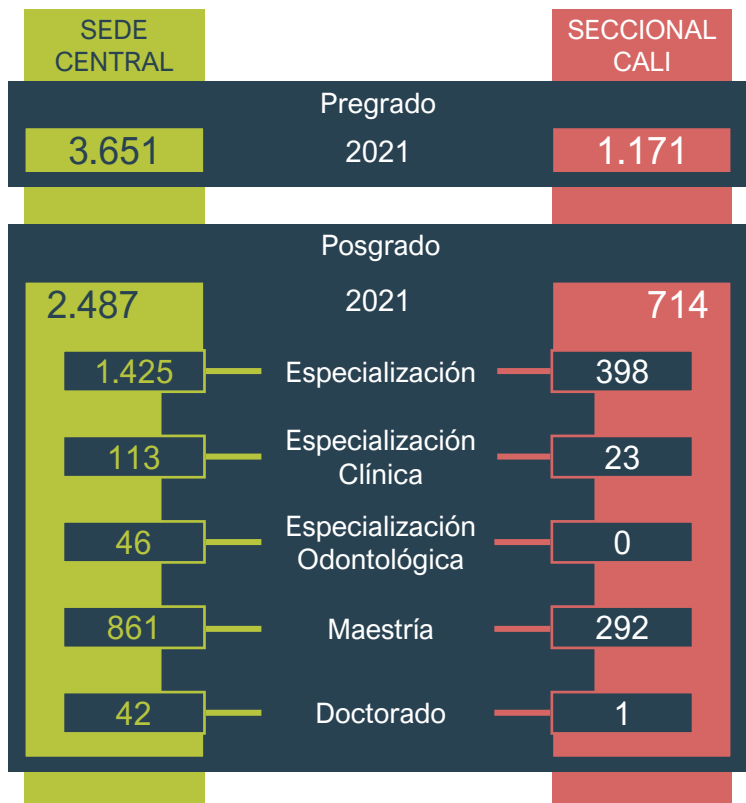 SEDE
CENTRAL
SECCIONAL
CALI
Pregrado
3.651
2021
1.171
Posgrado
2.487
2021
714
1.425
Especialización
398
113
Especialización
Clínica
23
46
Especialización
Odontológica
0
861
Maestría
292
42
Doctorado
1